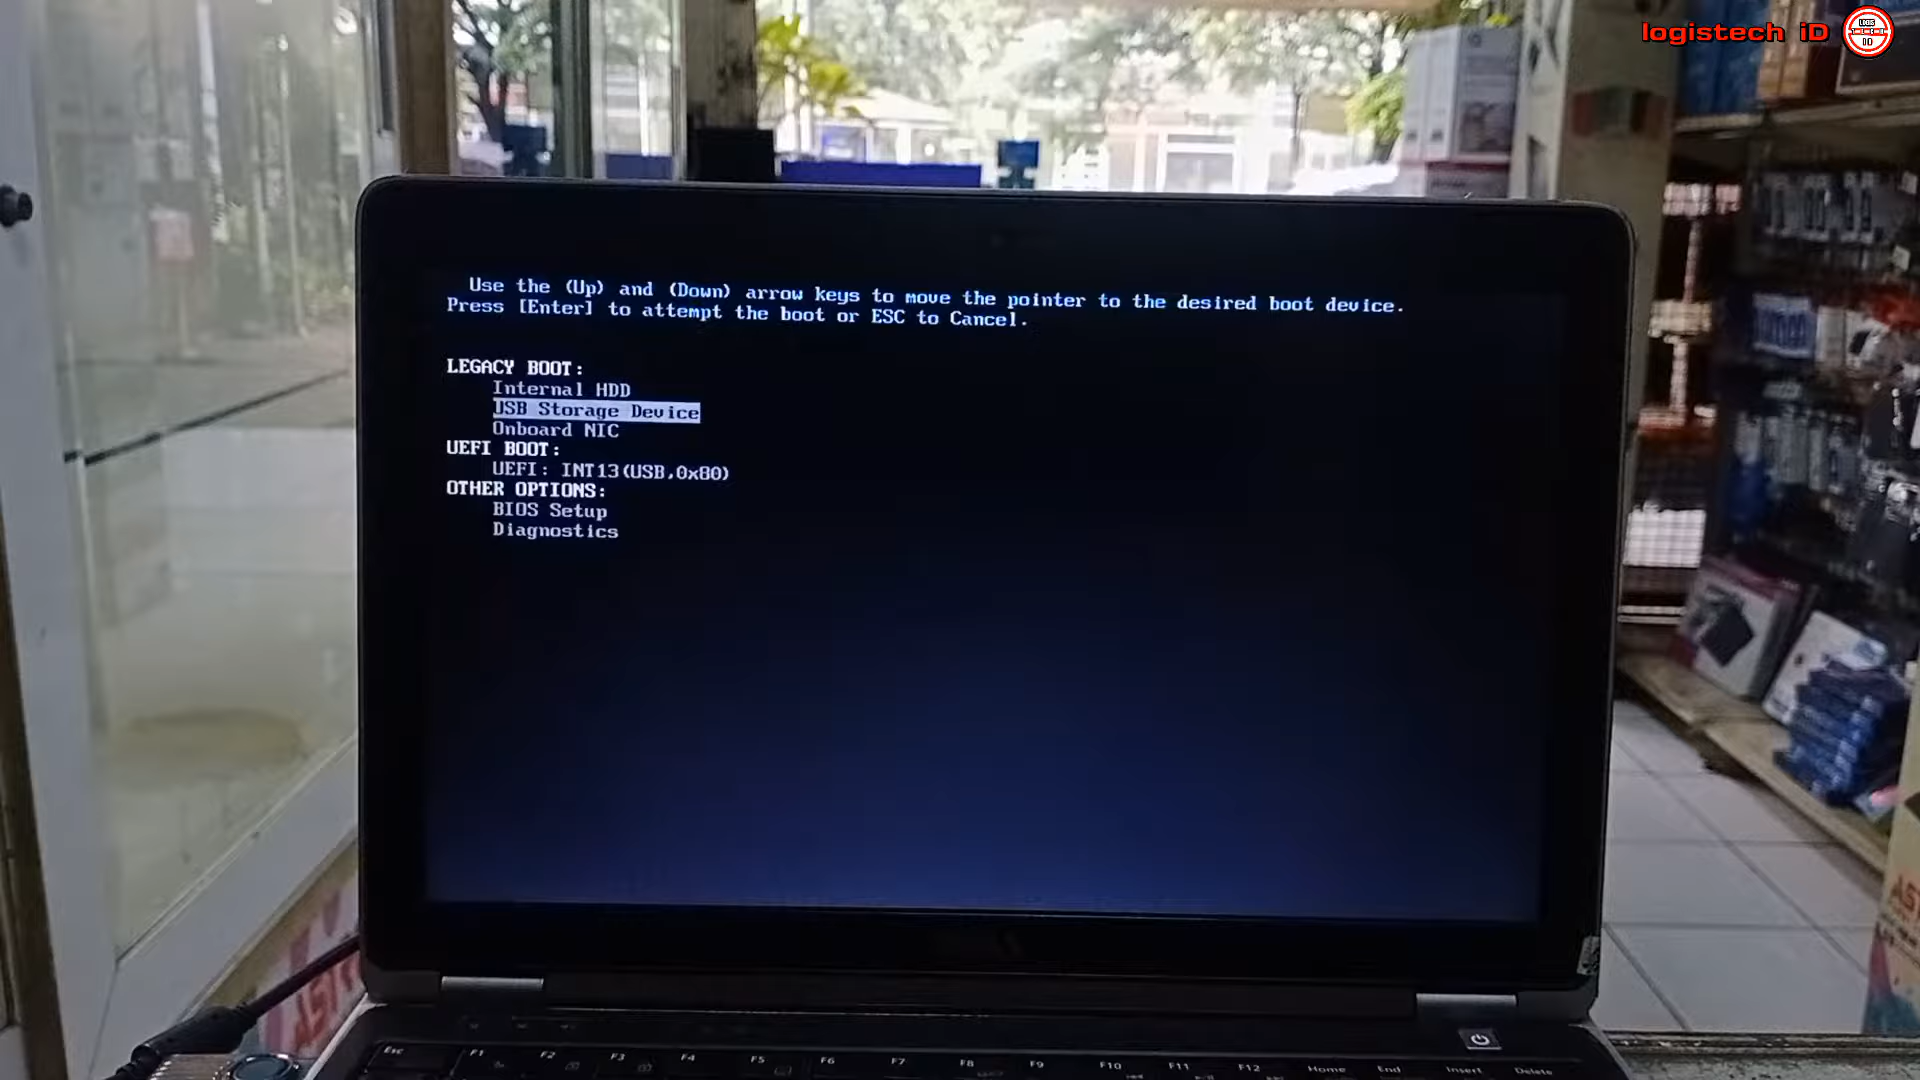 logistech iD
Use the (Up) and (Down) arrow keys to move the pointer to the desired boot device.
Press [Enter] to attempt the boot or ESC to Cancel.
LEGACY BOOT:
Internal HDD
USB Storage Device
Onboard NIC
UEFI BOOT:
UEFI: INT13(USB,0x80)
OTHER OPTIONS:
BIOS Setup
Diagnostics
Esc F1 F2 F3 F4 F5 F6 F7 F8 F9 F10 F11 F12 Home End Insert Delete